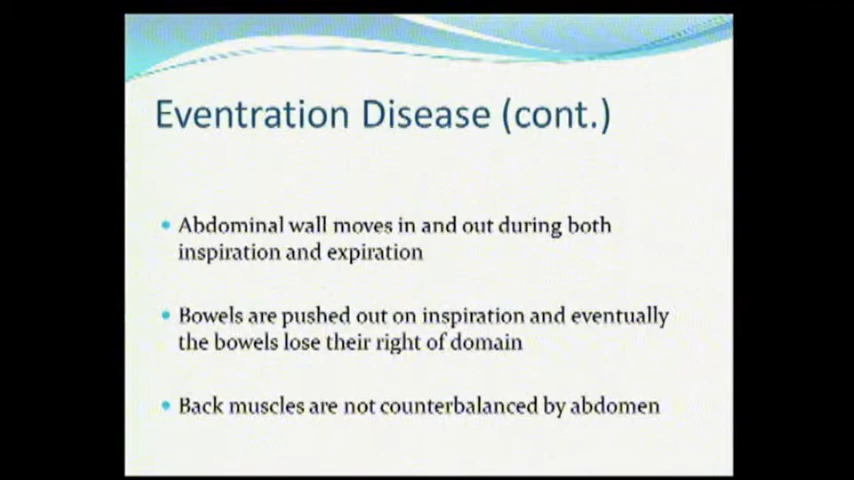 Eventration Disease (cont.)
Abdominal wall moves in and out during both
inspiration and expiration
Bowels are pushed out on inspiration and eventually
the bowels lose their right of domain
Back muscles are not counterbalanced by abdomen